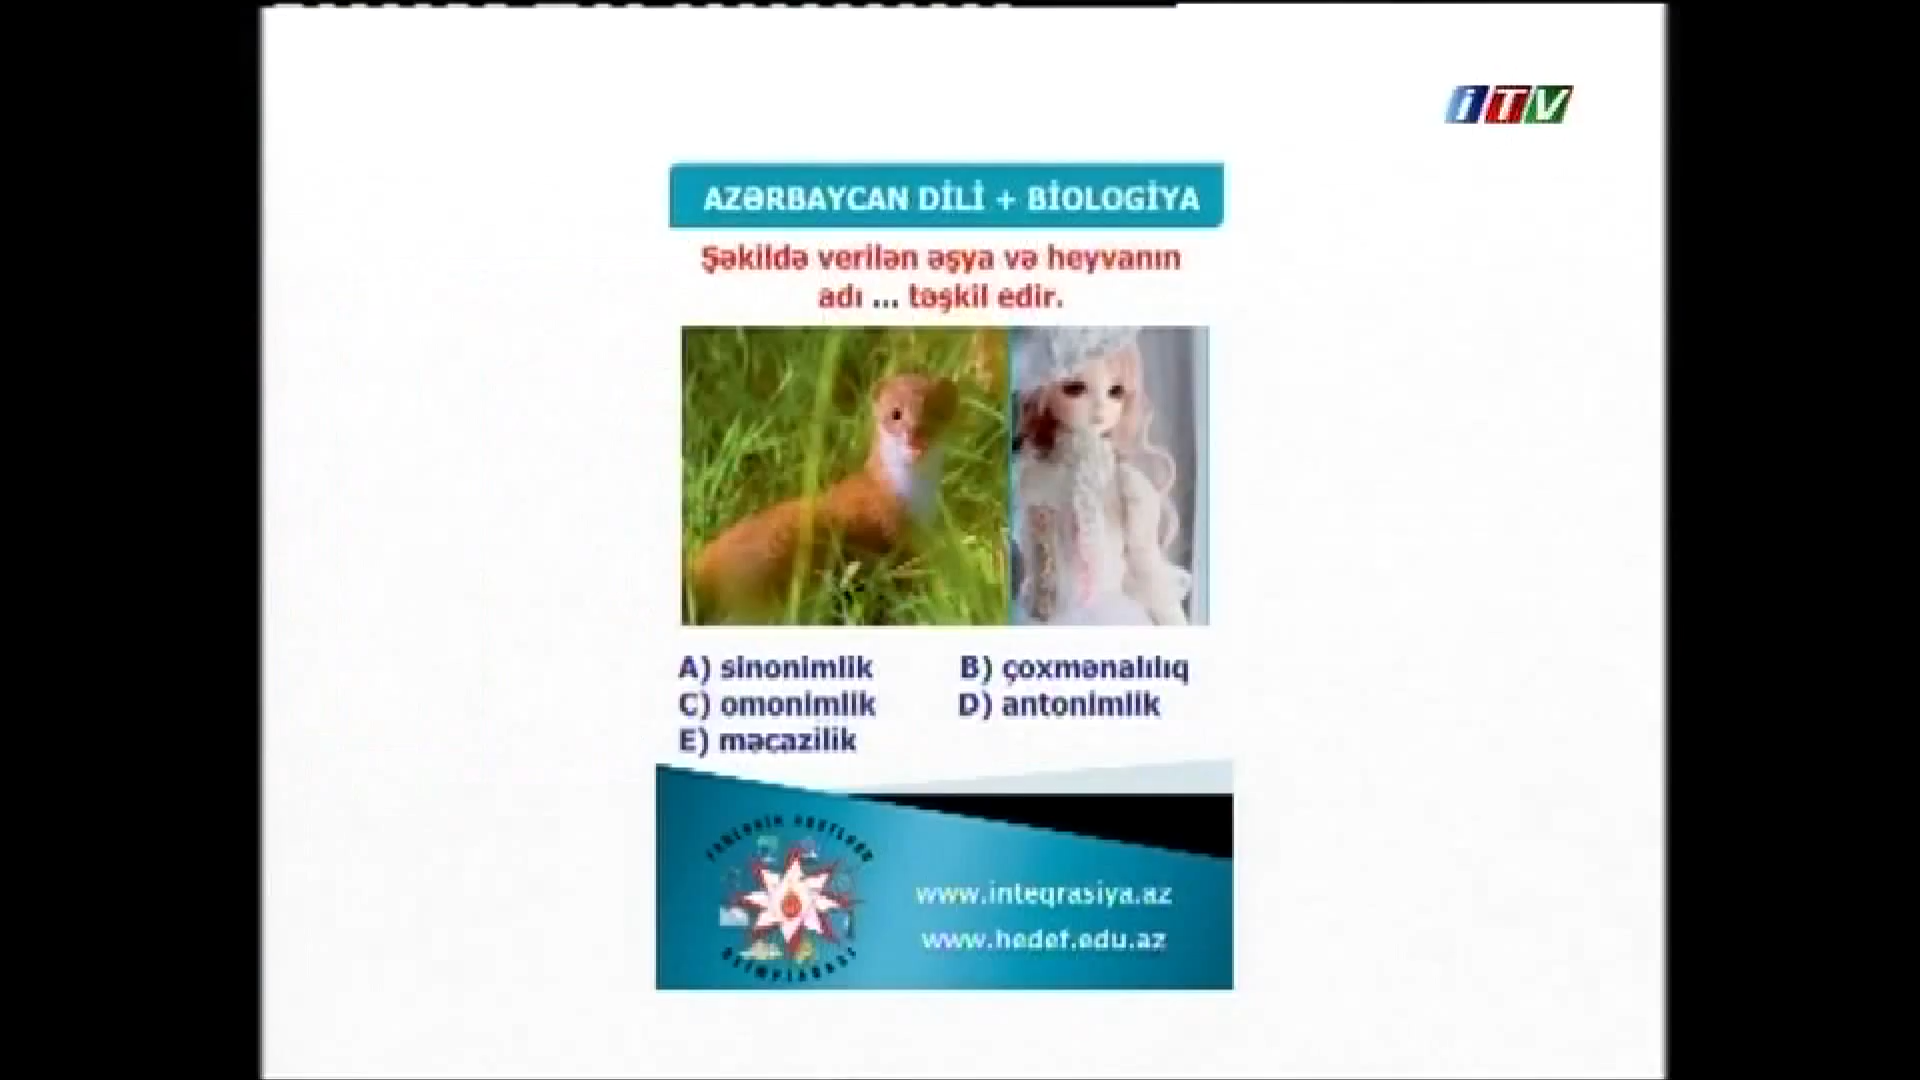 iTV
AZƏRBAYCAN DİLİ + BİOLOGİYA
Şəkildə verilən əşya və heyvanın
adı ... təşkil edir.
A) sinonimlik B) çoxmənalılıq
C) omonimlik D) antonimlik
E) məcazilik
www.inteqrasiya.az
www.hedef.edu.az